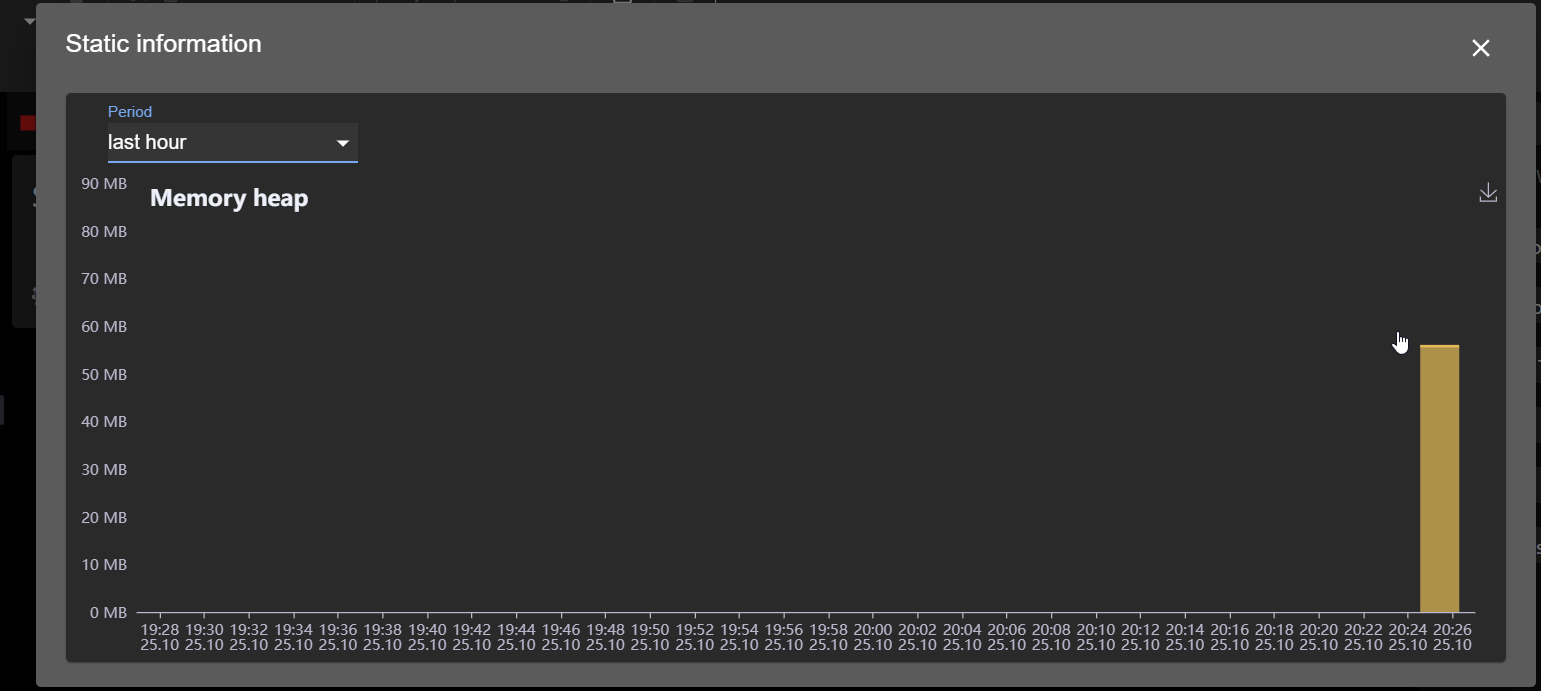 Static information
Period
last hour
90 MB
Memory heap
80 MB
70 MB
60 MB
50 MB
40 MB
30 MB
20 MB
10 MB
0 MB
19:28 19:30 19:32 19:34 19:36 19:38 19:40 19:42 19:44 19:46 19:48 19:50 19:52 19:54 19:56 19:58 20:00 20:02 20:04 20:06 20:08 20:10 20:12 20:14 20:16 20:18 20:20 20:22 20:24 20:26
25.10 25.10 25.10 25.10 25.10 25.10 25.10 25.10 25.10 25.10 25.10 25.10 25.10 25.10 25.10 25.10 25.10 25.10 25.10 25.10 25.10 25.10 25.10 25.10 25.10 25.10 25.10 25.10 25.10 25.10